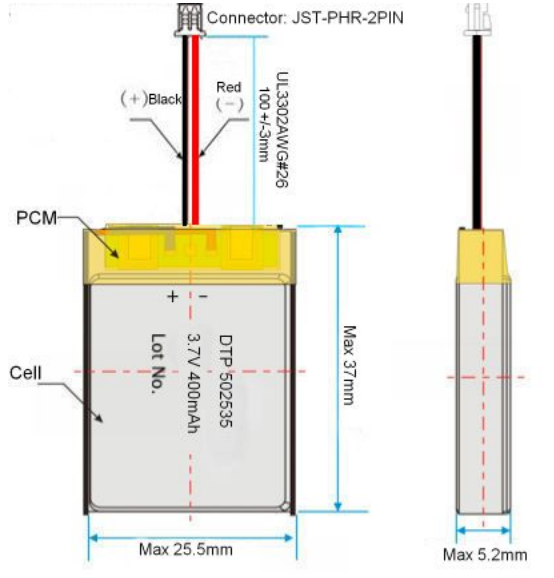 Connector: JST-PHR-2PIN
(+)Black
Red
(-)
UL3302AWG#26
100+/-3mm
PCM
+ -
DTP 502535
3.7V 400mAh
Lot No.
Cell
Max 37mm
Max 25.5mm
Max 5.2mm